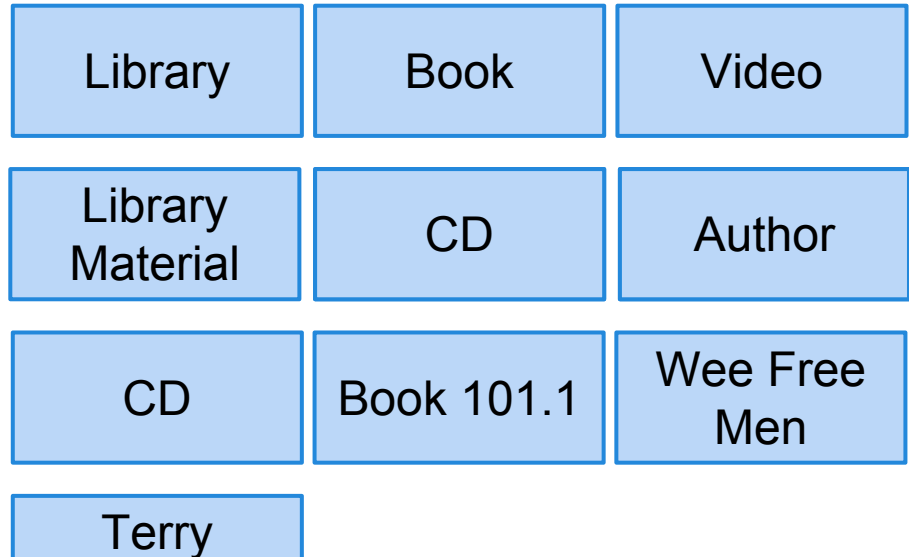 Library Book Video
Library
Material
CD Author
CD Book 101.1 Wee Free
Men
Terry